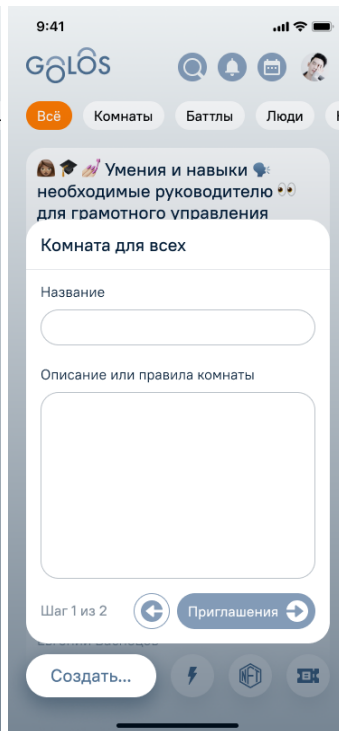 9:41
GOLOS
Всё Комнаты Баттлы Люди
Умения и навыки
необходимые руководителю
для грамотного управления
Комната для всех
Название
Описание или правила комнаты
Шаг 1 из 2 Приглашения
Создать... NFT